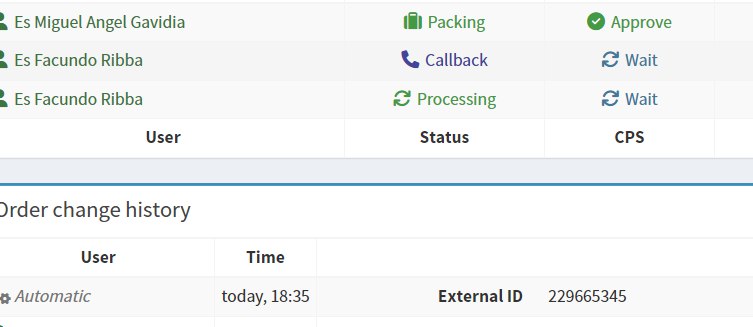 Es Miguel Angel Gavidia Packing Approve
Es Facundo Ribba Callback Wait
Es Facundo Ribba Processing Wait
User Status CPS
Order change history
User Time
Automatic today, 18:35 External ID 229665345